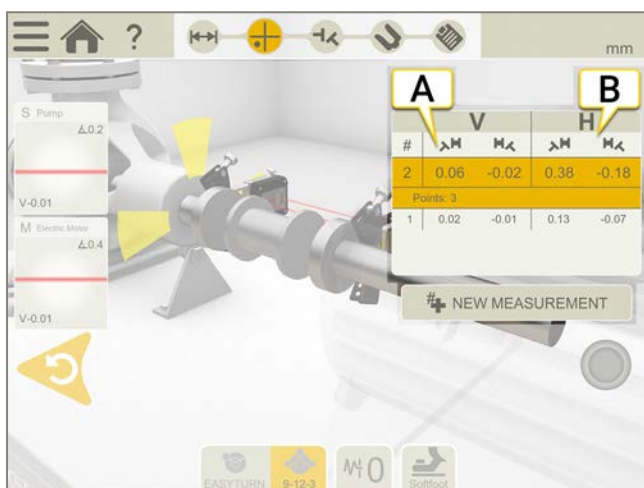 ?
mm
A
B
V H
#
2 0.06 -0.02 0.38 -0.18
Points: 3
1 0.02 -0.01 0.13 -0.07
NEW MEASUREMENT
S Pump
∡0.2
V-0.01
M Electric Motor
∡0.4
V-0.01
EASYTURN
9-12-3
0
Softfoot